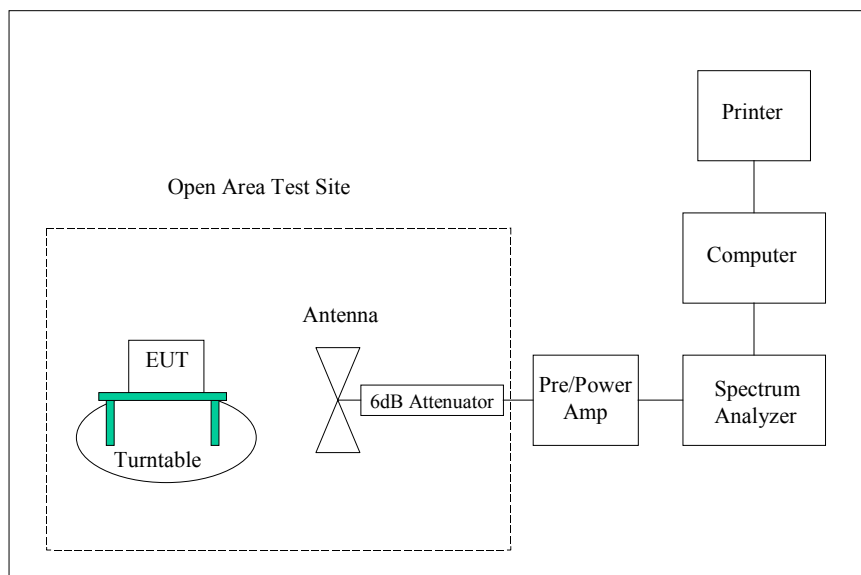 Printer
Open Area Test Site
Computer
Antenna
EUT
6dB Attenuator
Pre/Power
Amp
Spectrum
Analyzer
Turntable